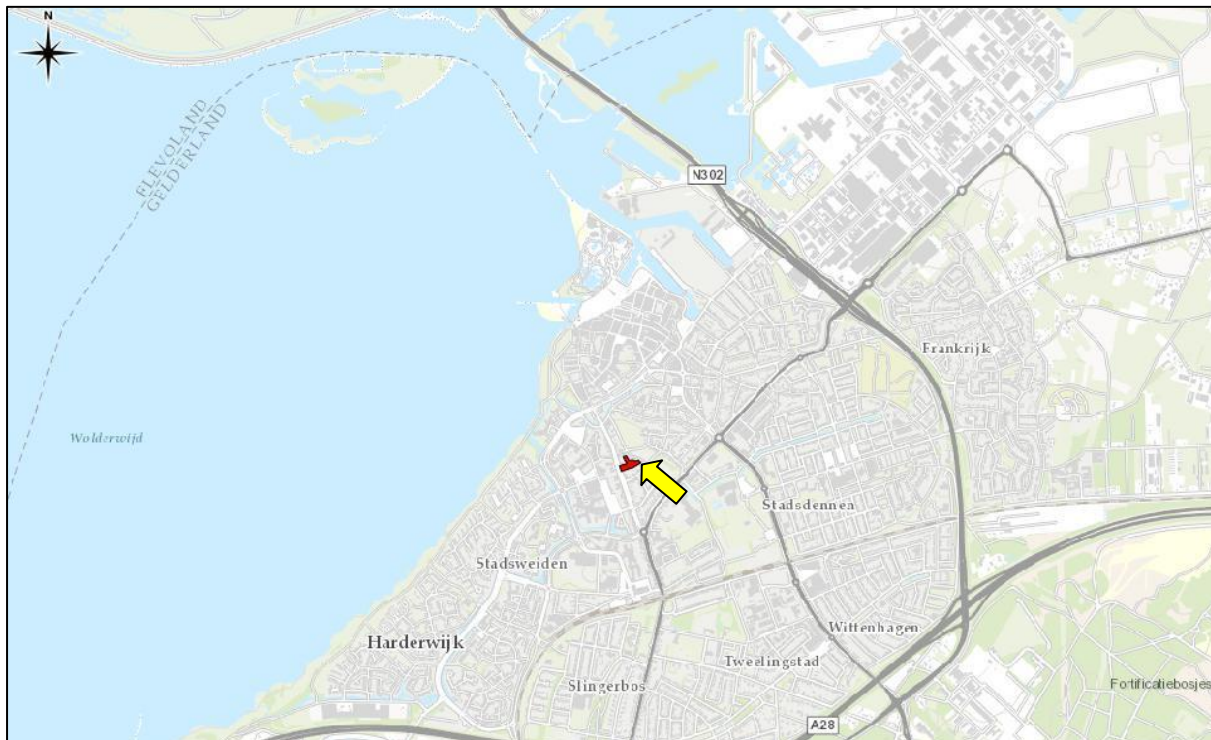 N
FLEVOLAND
GELDERLAND
N302
Frankrijk
Wolderwijd
Stadsdennen
Stadsweiden
Harderwijk
Wittenhagen
Tweelingstad
Slingerbos
Fortificatiebosjes
A28